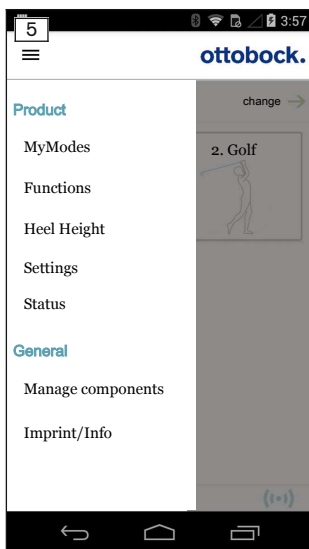 5
3:57
ottobock.
change
Product
MyModes
2. Golf
Functions
Heel Height
Settings
Status
General
Manage components
Imprint/Info